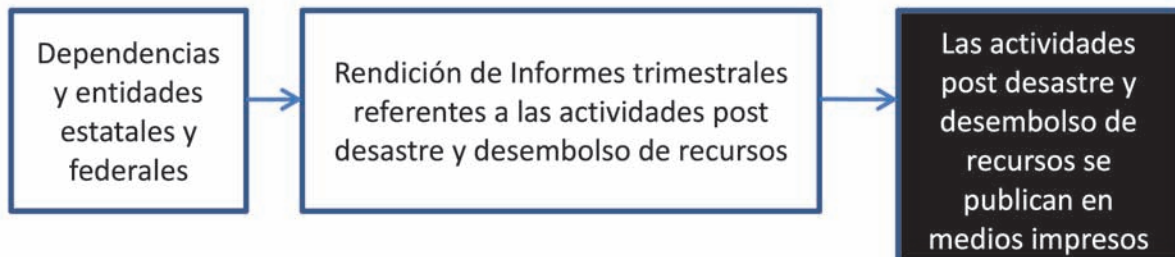 Dependencias
y entidades
estatales y
federales
Rendición de Informes trimestrales
referentes a las actividades post
desastre y desembolso de recursos
Las actividades
post desastre y
desembolso de
recursos se
publican en
medios impresos